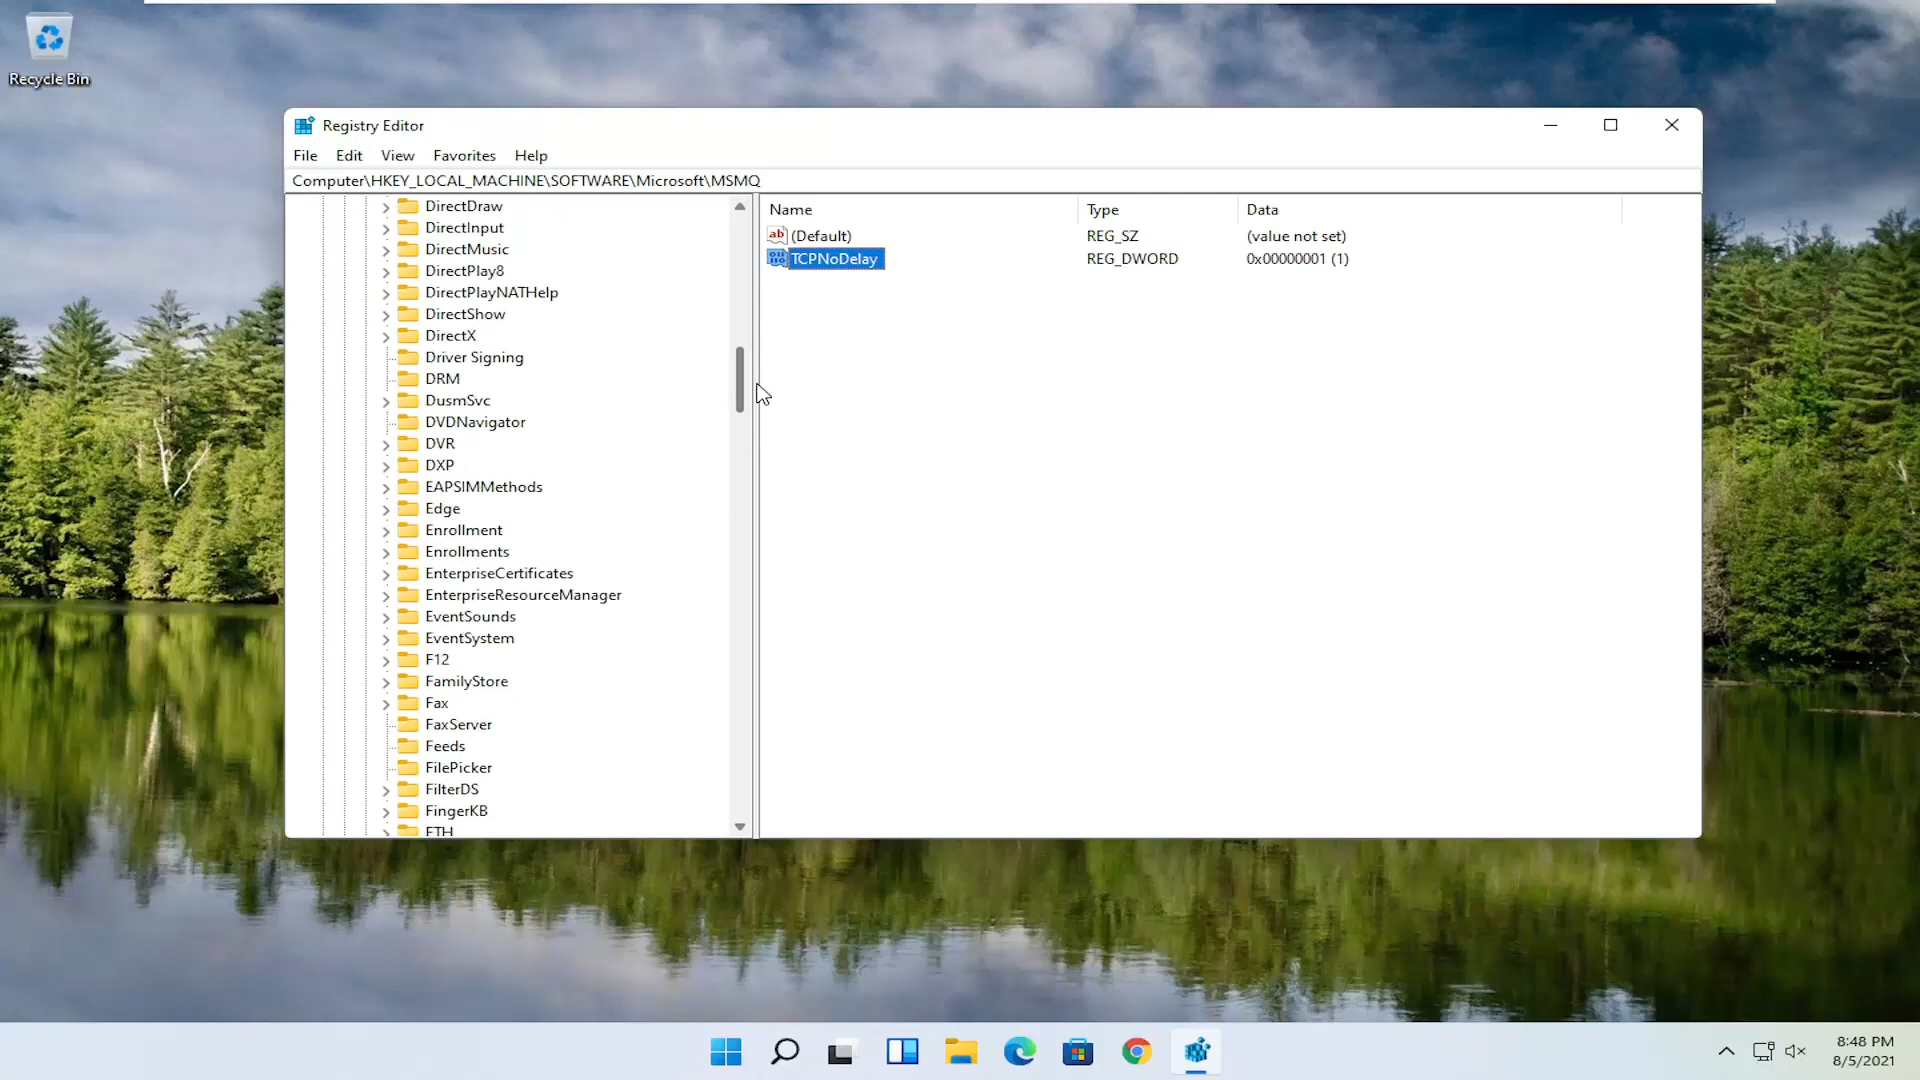 Recycle Bin
Registry Editor
File Edit View Favorites Help
Computer\HKEY_LOCAL_MACHINE\SOFTWARE\Microsoft\MSMQ
DirectDraw
DirectInput
DirectMusic
DirectPlay8
DirectPlayNATHelp
DirectShow
DirectX
Driver Signing
DRM
DusmSvc
DVDNavigator
DVR
DXP
EAPSIMMethods
Edge
Enrollment
Enrollments
EnterpriseCertificates
EnterpriseResourceManager
EventSounds
EventSystem
F12
FamilyStore
Fax
FaxServer
Feeds
FilePicker
FilterDS
FingerKB
FTH
Name Type Data
(Default) REG_SZ (value not set)
TCPNoDelay REG_DWORD 0x00000001 (1)
8:48 PM
8/5/2021